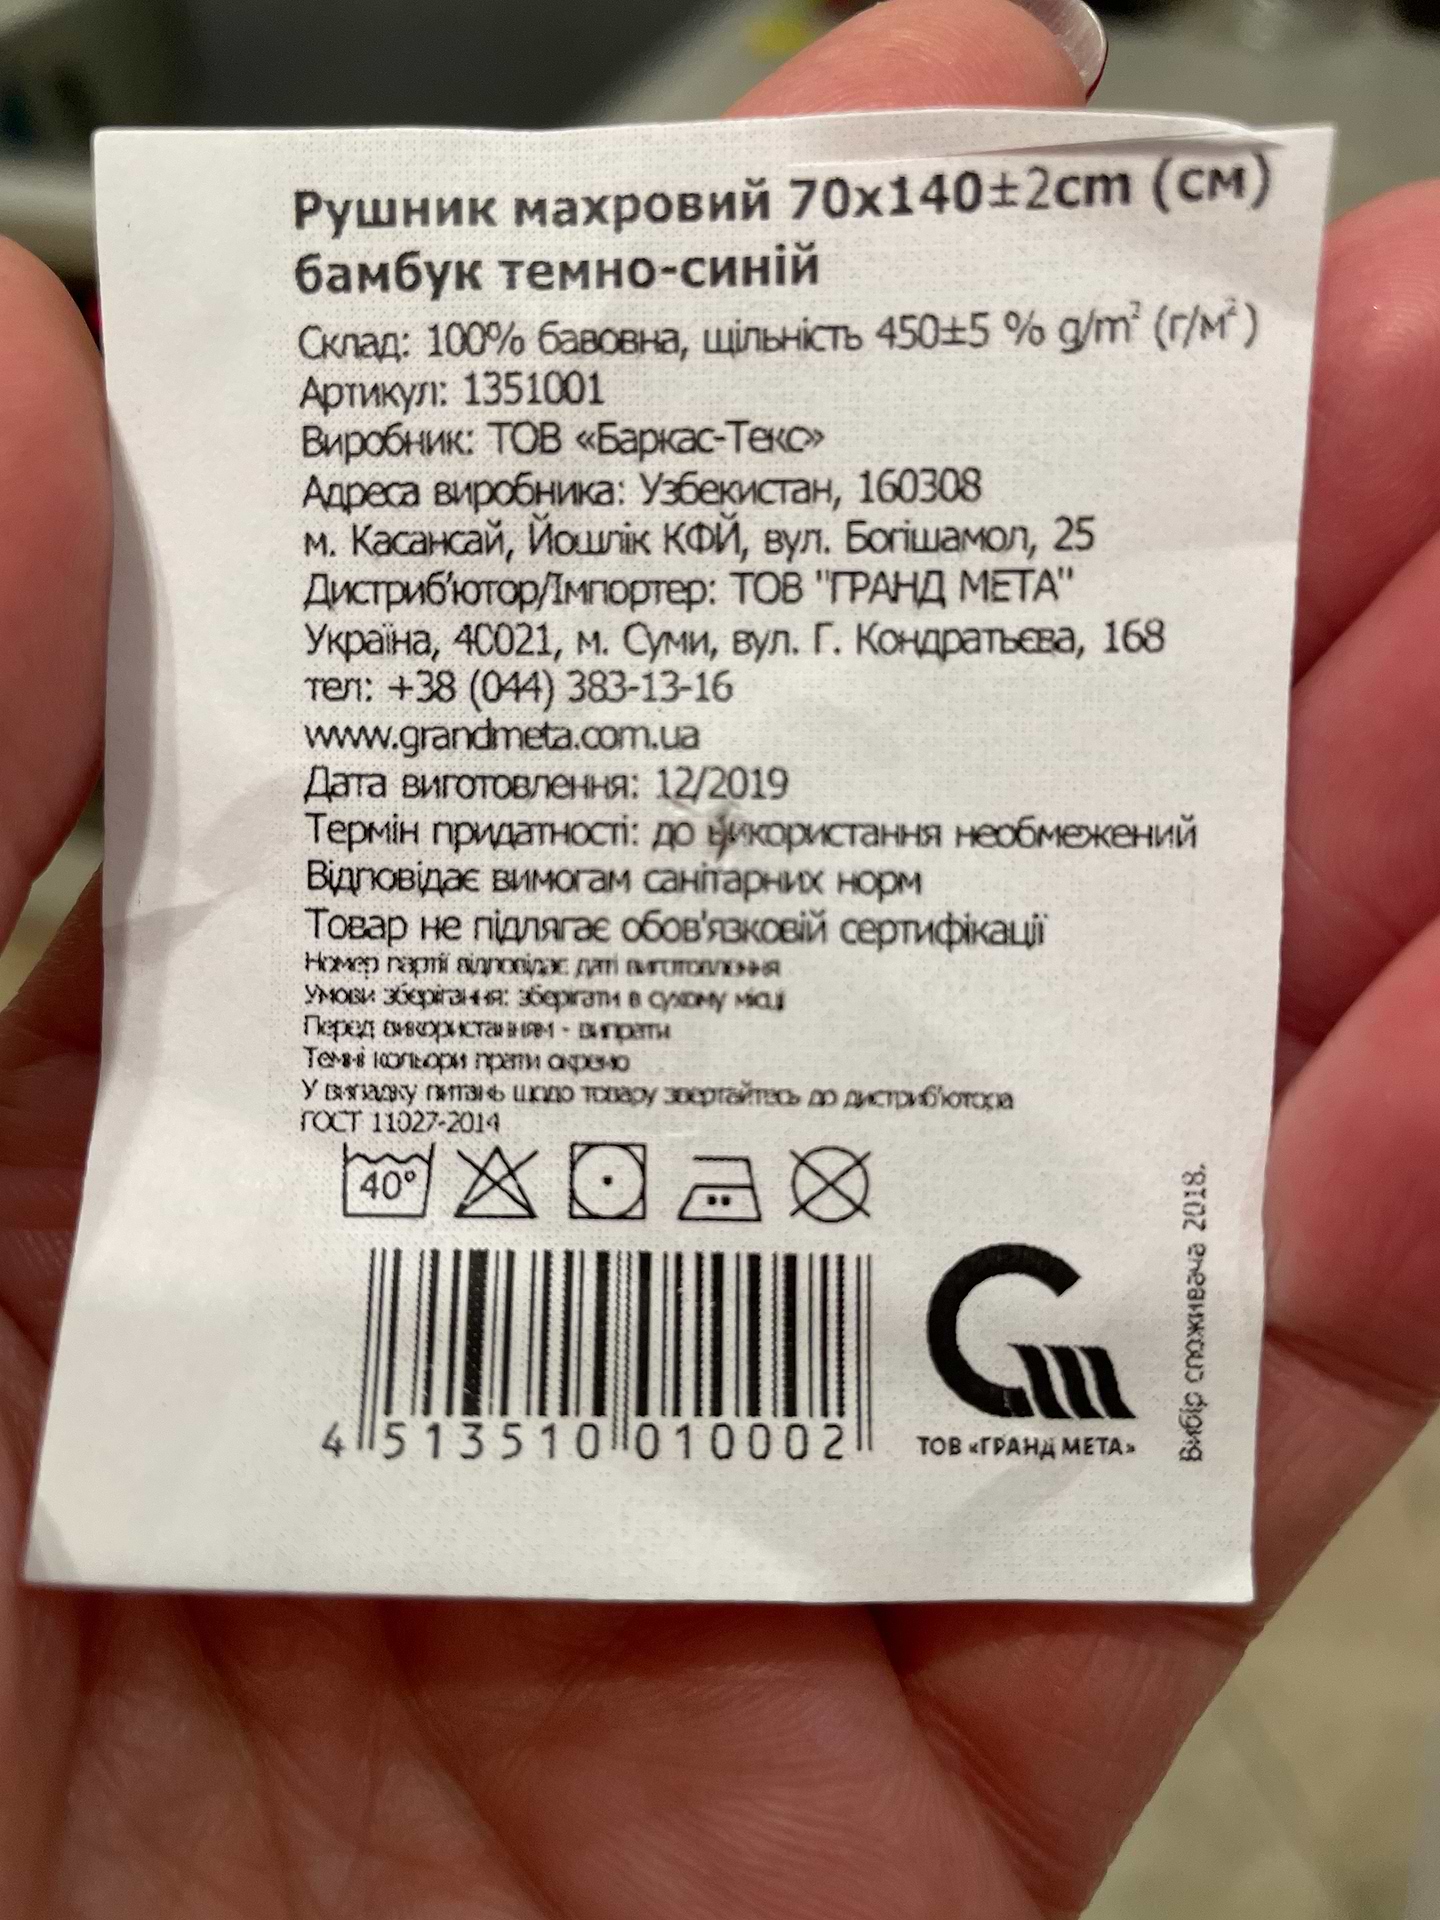 Рушник махровий 70x140±2cm (см)
бамбук темно-синій
Склад: 100% бавовна, щільність 450±5 % g/m² (г/м²)
Артикул: 1351001
Виробник: ТОВ «Баркас-Текс»
Адреса виробника: Узбекистан, 160308
м. Касансай, Йошлік КФЙ, вул. Богішамол, 25
Дистриб'ютор/Імпортер: ТОВ "ГРАНД МЕТА"
Україна, 40021, м. Суми, вул. Г. Кондратьєва, 168
тел: +38 (044) 383-13-16
www.grandmeta.com.ua
Дата виготовлення: 12/2019
Термін придатності: до використання необмежений
Відповідає вимогам санітарних норм
Товар не підлягає обов'язковій сертифікації
Номер партії відповідає даті виготовлення
Умови зберігання: зберігати в сухому місці
Перед використанням - випрати
Темні кольори прати окремо
У випадку питань щодо товару звертайтесь до дистриб'ютора
ГОСТ 11027-2014
40°
4 513510 010002
ТОВ «ГРАНД МЕТА»
Вибір споживача 2018.